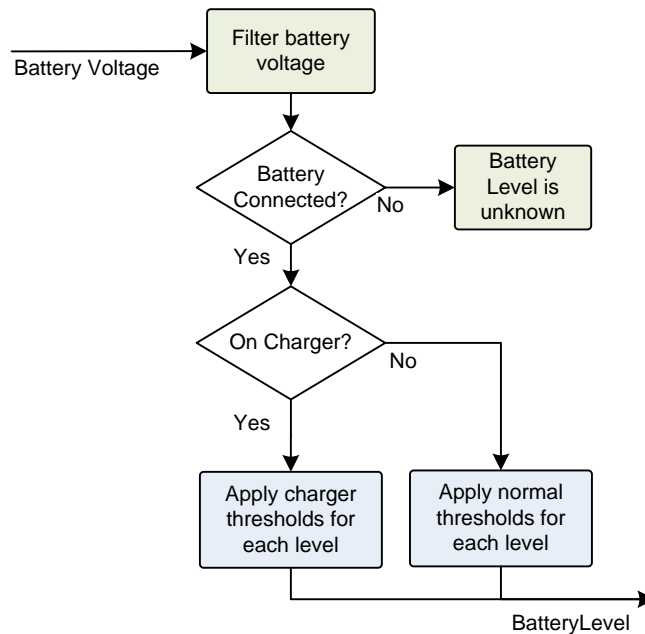 Filter battery
voltage
Battery Voltage
Battery
Connected?
Battery
Level is
unknown
No
Yes
On Charger?
No
Yes
Apply charger
thresholds for
each level
Apply normal
thresholds for
each level
BatteryLevel